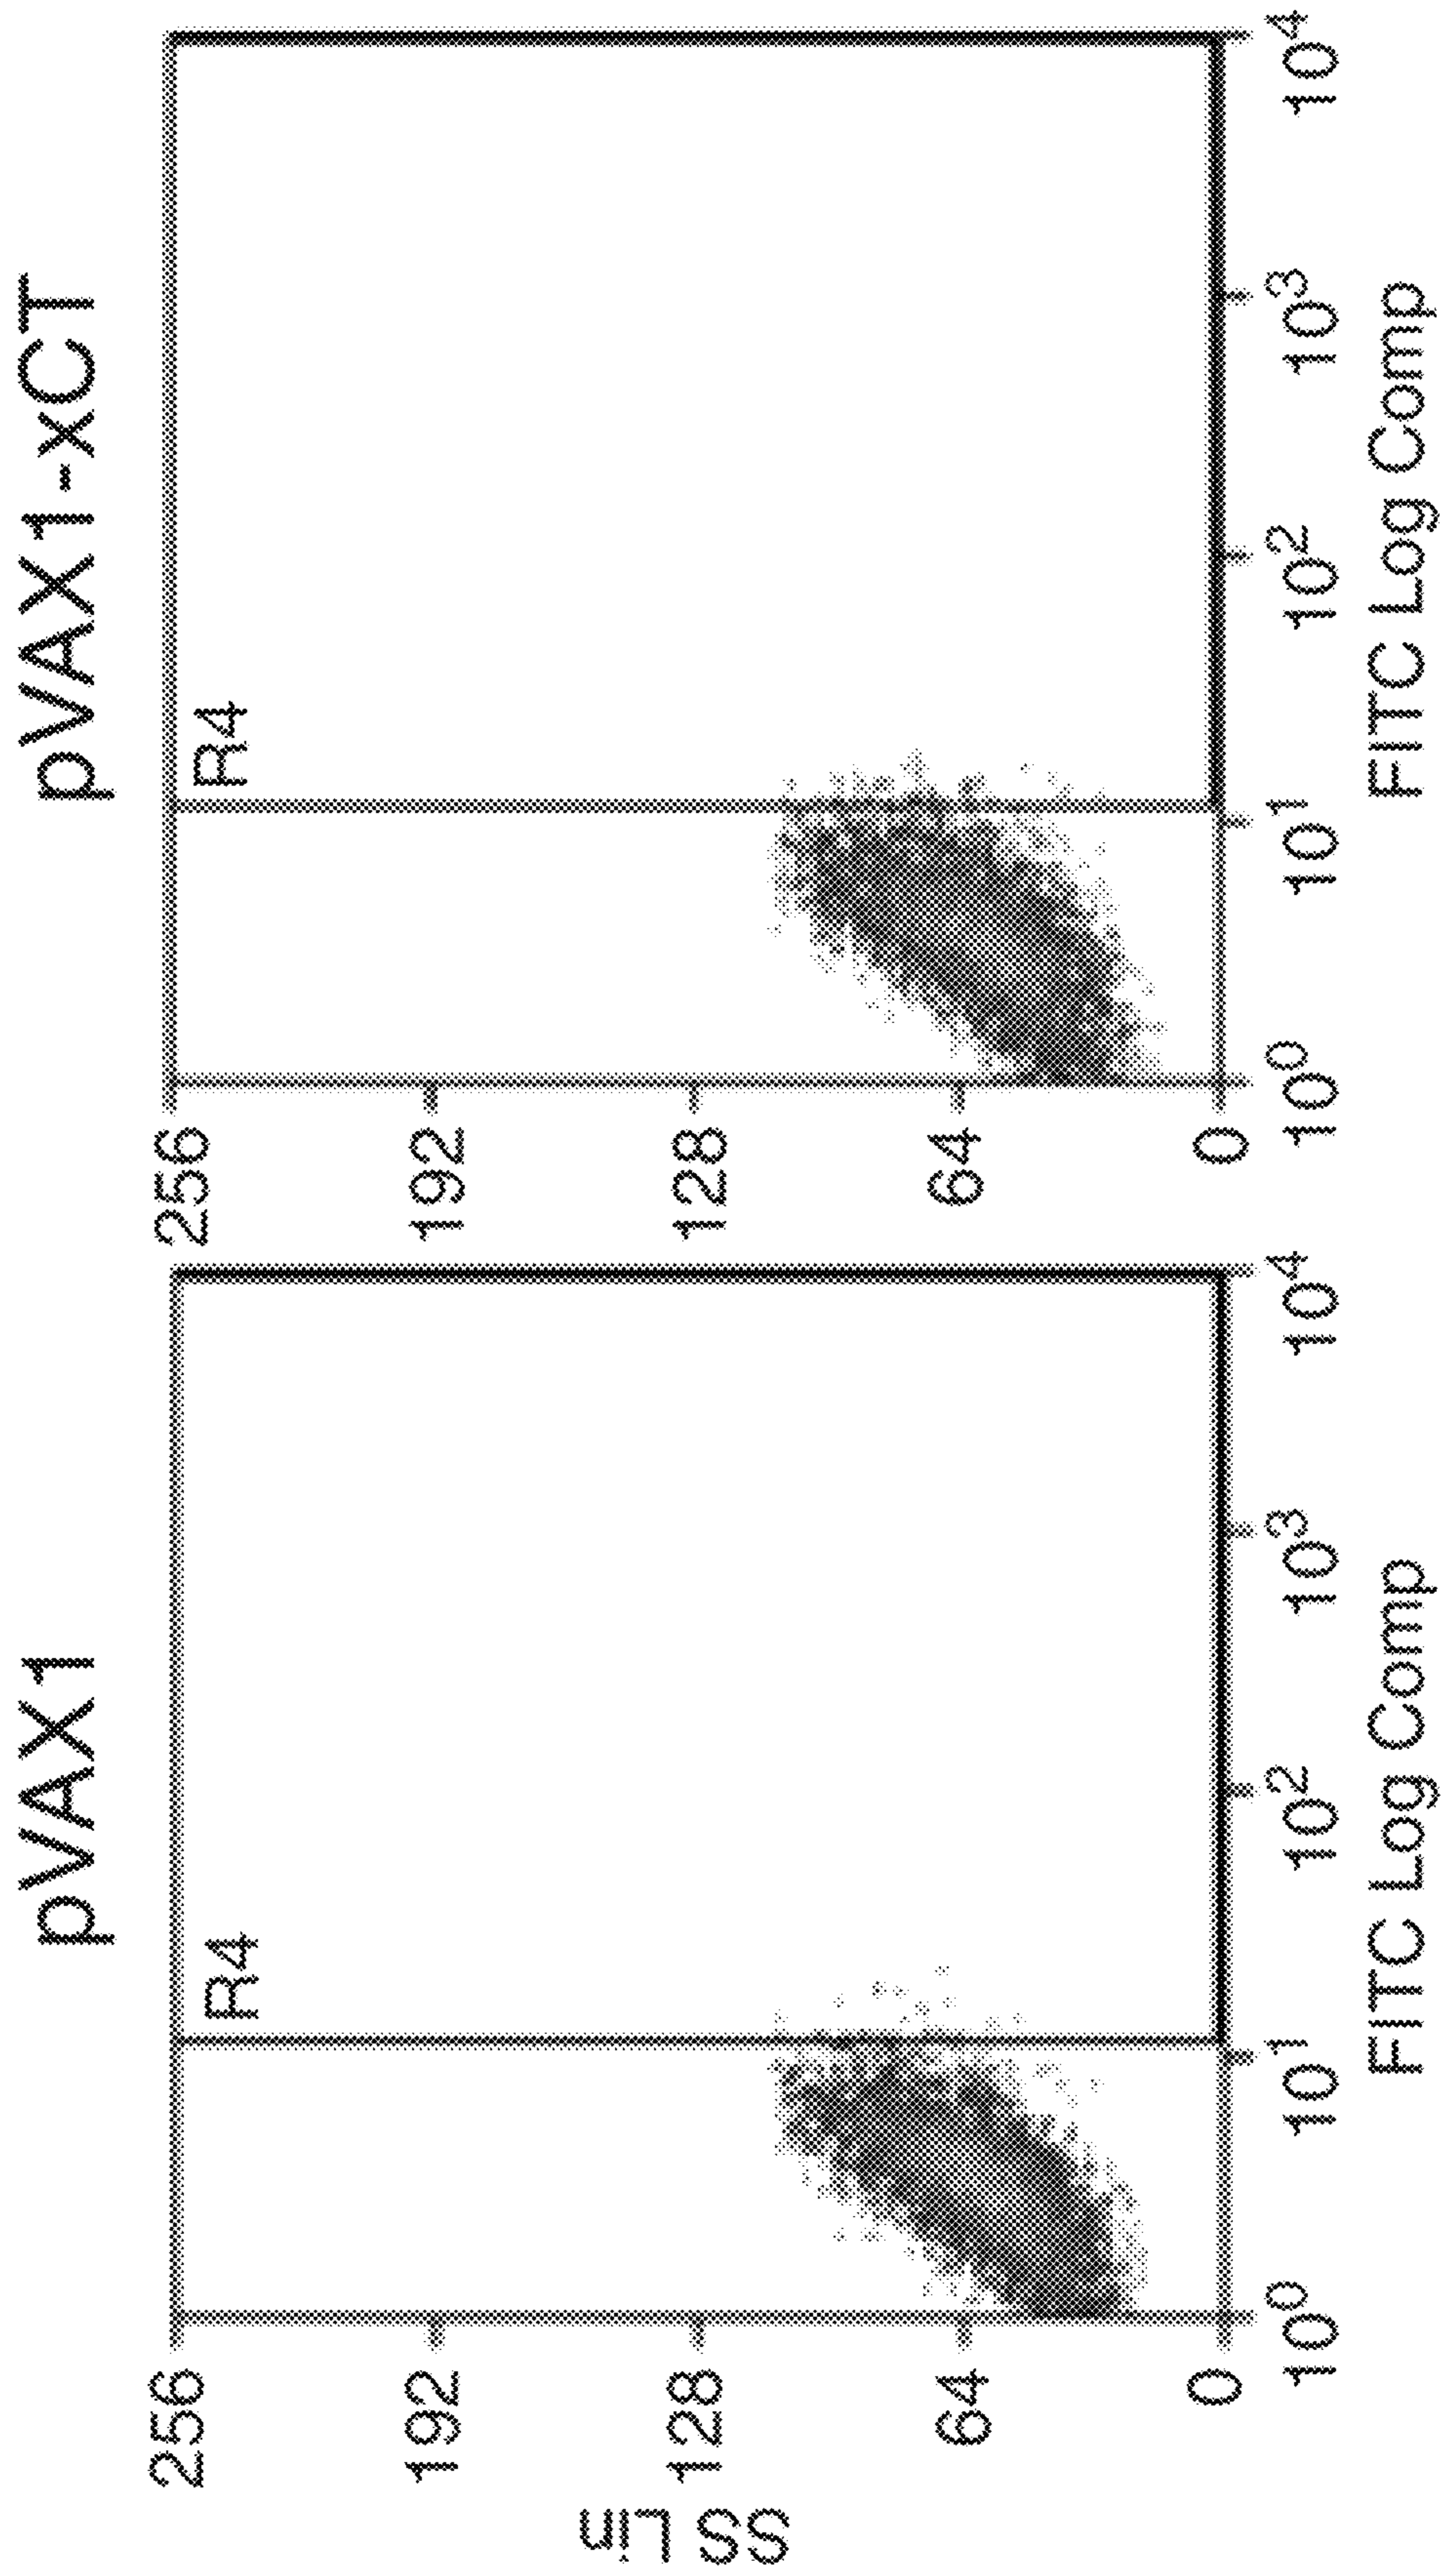 pVAX1
pVAX1-xCT
SS Lin
256
192
128
64
0
R4
10⁰
10¹
10²
10³
10⁴
FITC Log Comp
256
192
128
64
0
R4
10⁰
10¹
10²
10³
10⁴
FITC Log Comp